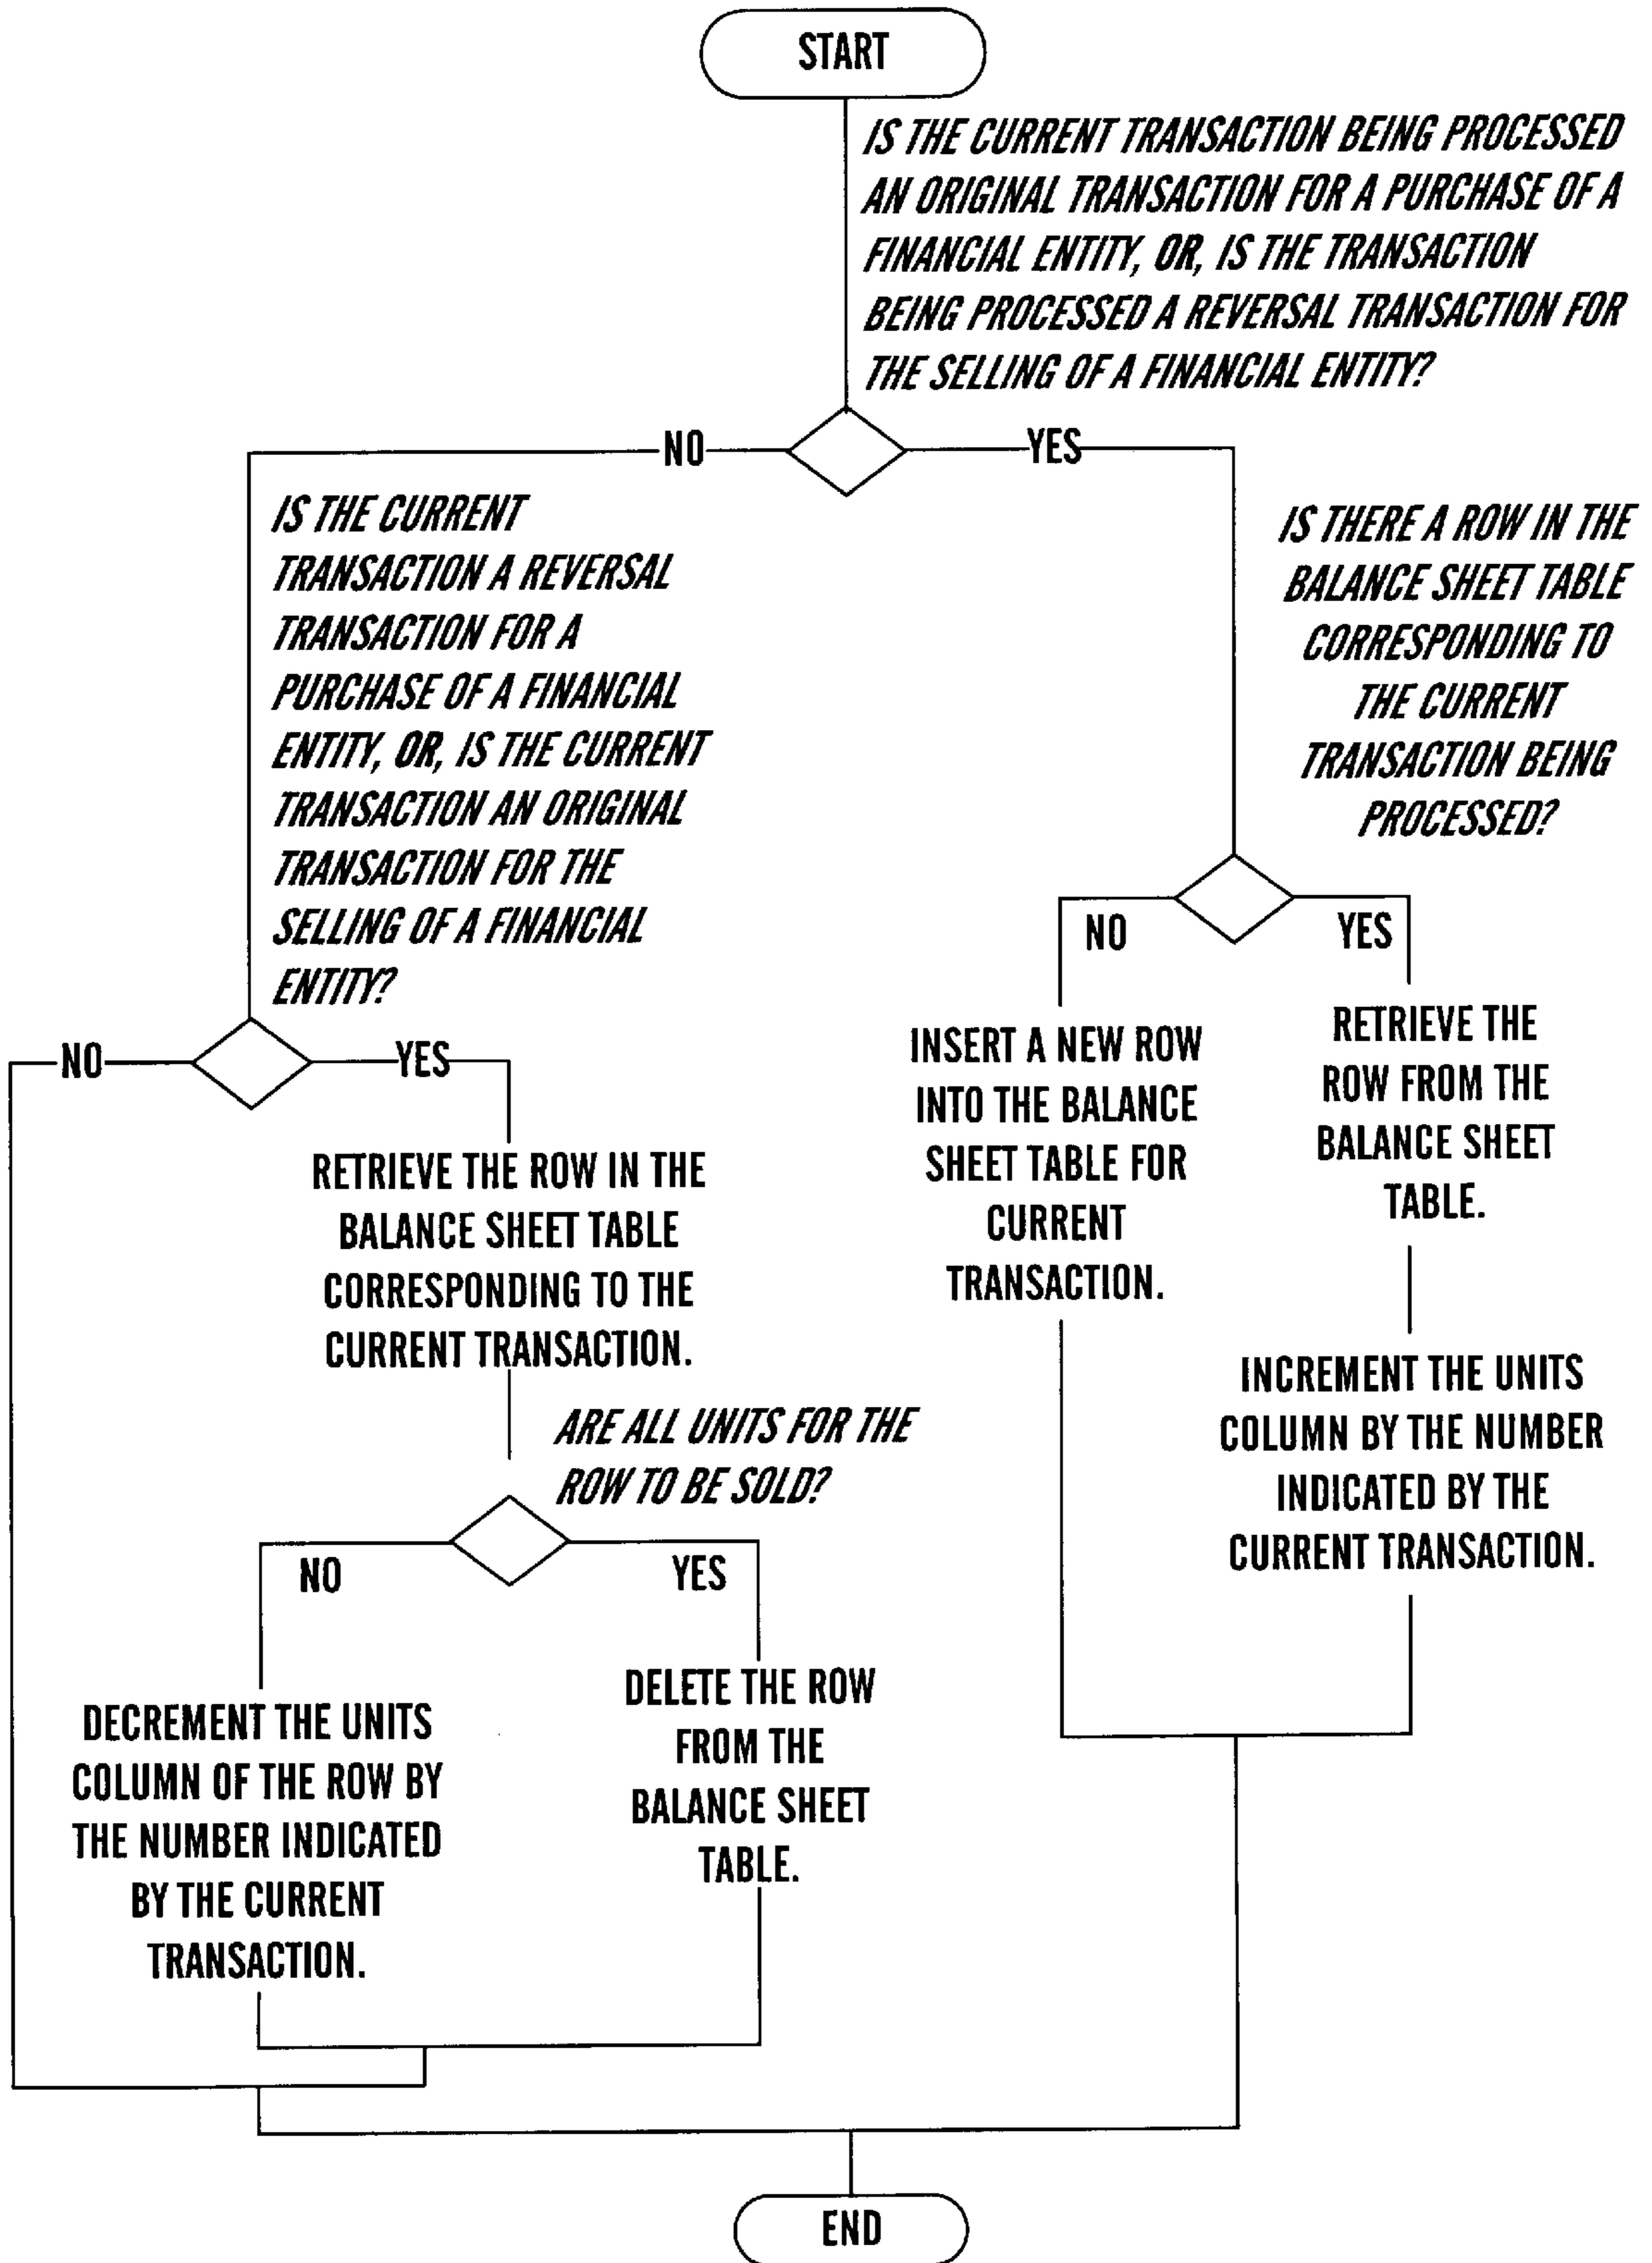 START
IS THE CURRENT TRANSACTION BEING PROCESSED
AN ORIGINAL TRANSACTION FOR A PURCHASE OF A
FINANCIAL ENTITY, OR, IS THE TRANSACTION
BEING PROCESSED A REVERSAL TRANSACTION FOR
THE SELLING OF A FINANCIAL ENTITY?
NO
YES
IS THE CURRENT
TRANSACTION A REVERSAL
TRANSACTION FOR A
PURCHASE OF A FINANCIAL
ENTITY, OR, IS THE CURRENT
TRANSACTION AN ORIGINAL
TRANSACTION FOR THE
SELLING OF A FINANCIAL
ENTITY?
IS THERE A ROW IN THE
BALANCE SHEET TABLE
CORRESPONDING TO
THE CURRENT
TRANSACTION BEING
PROCESSED?
NO
YES
NO
YES
INSERT A NEW ROW
INTO THE BALANCE
SHEET TABLE FOR
CURRENT
TRANSACTION.
RETRIEVE THE
ROW FROM THE
BALANCE SHEET
TABLE.
RETRIEVE THE ROW IN THE
BALANCE SHEET TABLE
CORRESPONDING TO THE
CURRENT TRANSACTION.
INCREMENT THE UNITS
COLUMN BY THE NUMBER
INDICATED BY THE
CURRENT TRANSACTION.
ARE ALL UNITS FOR THE
ROW TO BE SOLD?
NO
YES
DECREMENT THE UNITS
COLUMN OF THE ROW BY
THE NUMBER INDICATED
BY THE CURRENT
TRANSACTION.
DELETE THE ROW
FROM THE
BALANCE SHEET
TABLE.
END